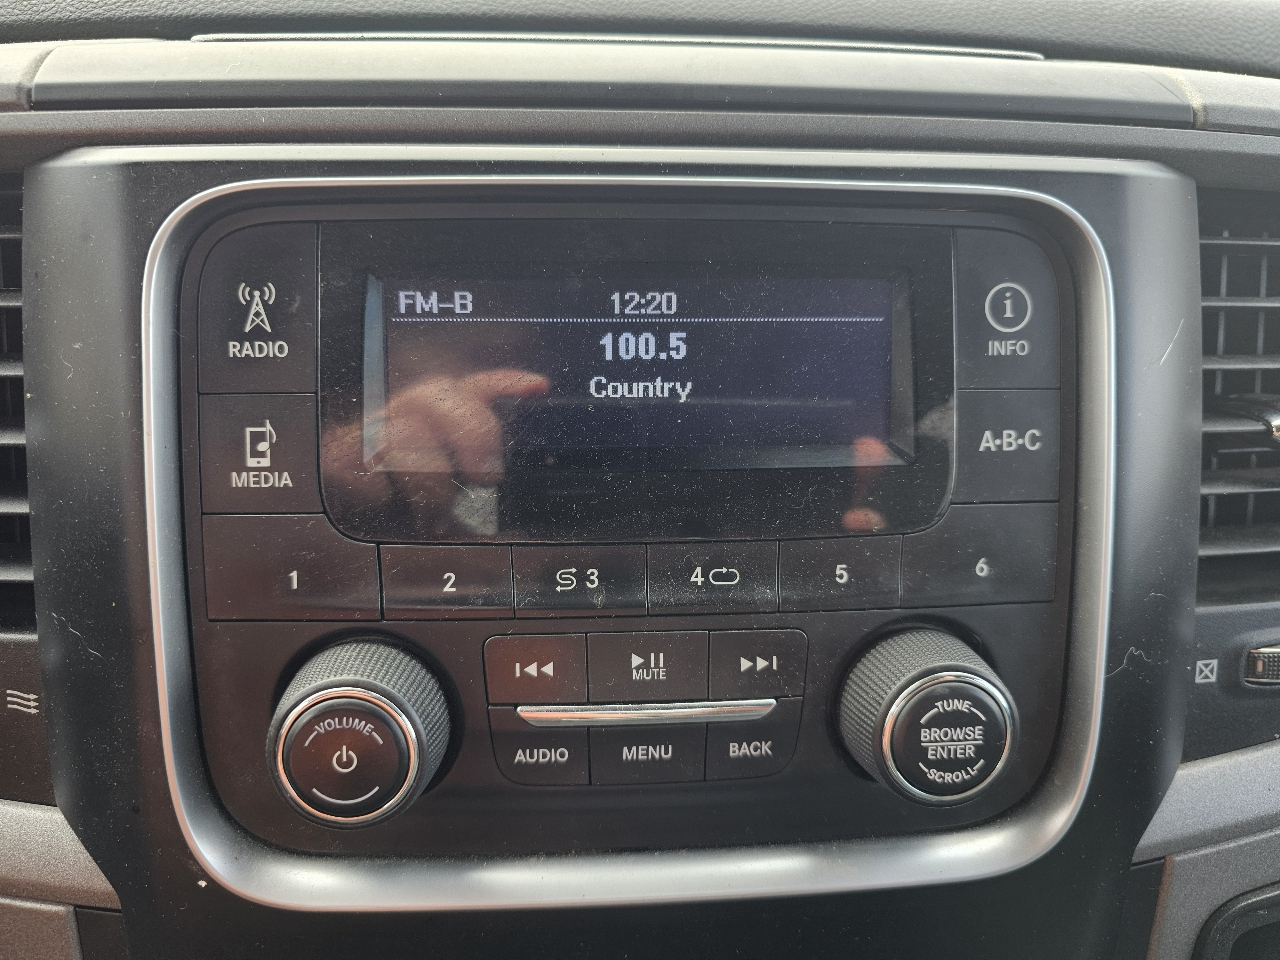 FM-B 12:20
100.5
Country
RADIO
MEDIA
i
INFO
A•B•C
1 2 3 4 5 6
MUTE
AUDIO MENU BACK
VOLUME
TUNE
BROWSE
ENTER
SCROLL